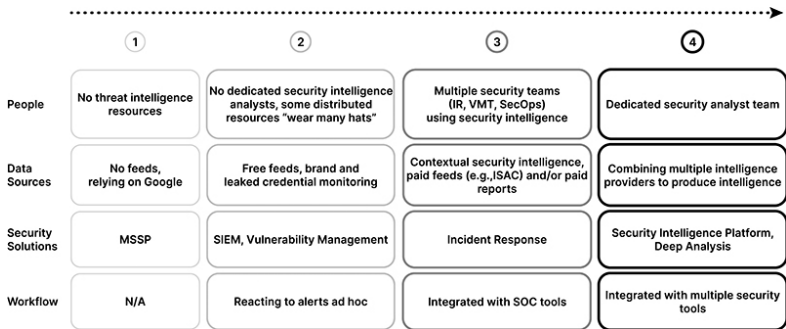 1 2 3 4
People
No threat intelligence
resources
No dedicated security intelligence
analysts, some distributed
resources “wear many hats”
Multiple security teams
(IR, VMT, SecOps)
using security intelligence
Dedicated security analyst team
Data
Sources
No feeds,
relying on Google
Free feeds, brand and
leaked credential monitoring
Contextual security intelligence,
paid feeds (e.g.,ISAC) and/or paid
reports
Combining multiple intelligence
providers to produce intelligence
Security
Solutions
MSSP
SIEM, Vulnerability Management
Incident Response
Security Intelligence Platform,
Deep Analysis
Workflow
N/A
Reacting to alerts ad hoc
Integrated with SOC tools
Integrated with multiple security
tools